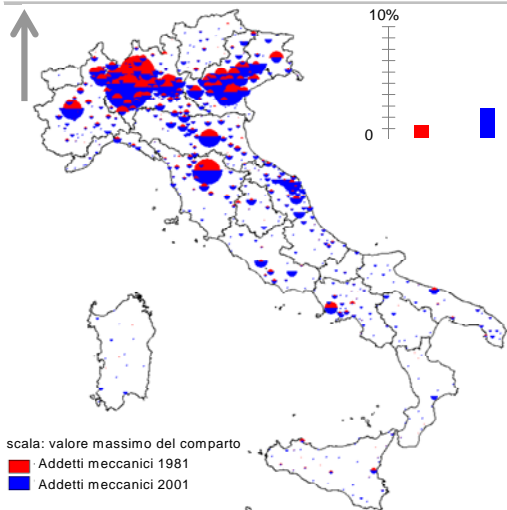 10%
0
scala: valore massimo del comparto
Addetti meccanici 1981
Addetti meccanici 2001